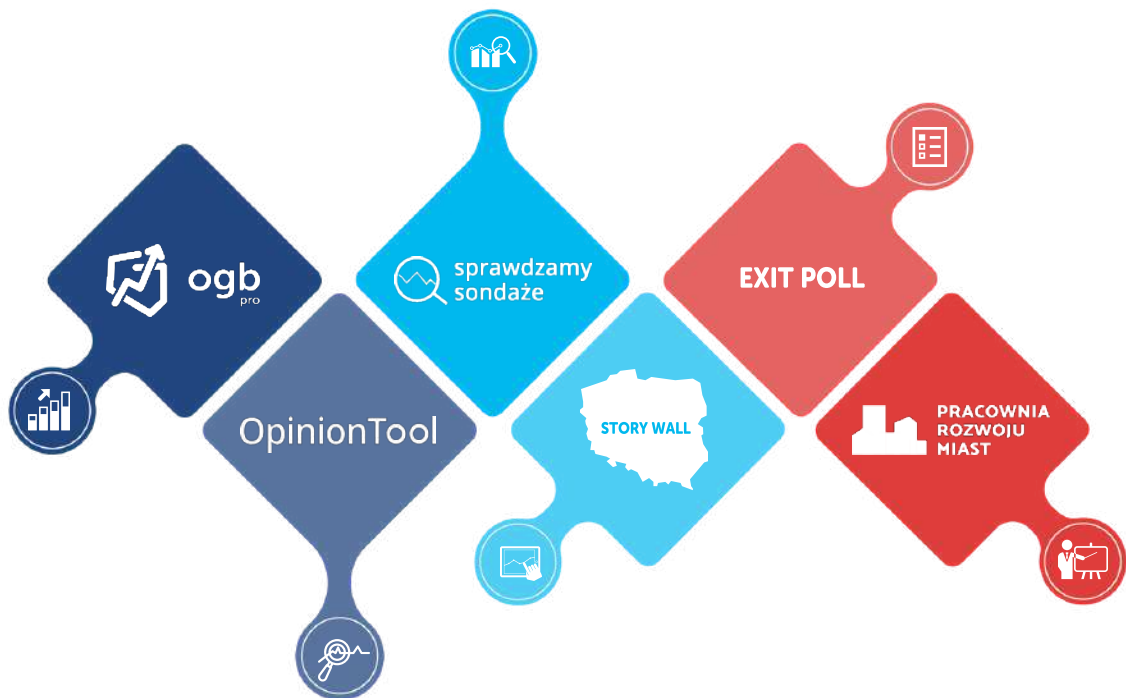 ogb
pro
OpinionTool
sprawdzamy
sondaże
STORY WALL
EXIT POLL
PRACOWNIA
ROZWOJU
MIAST